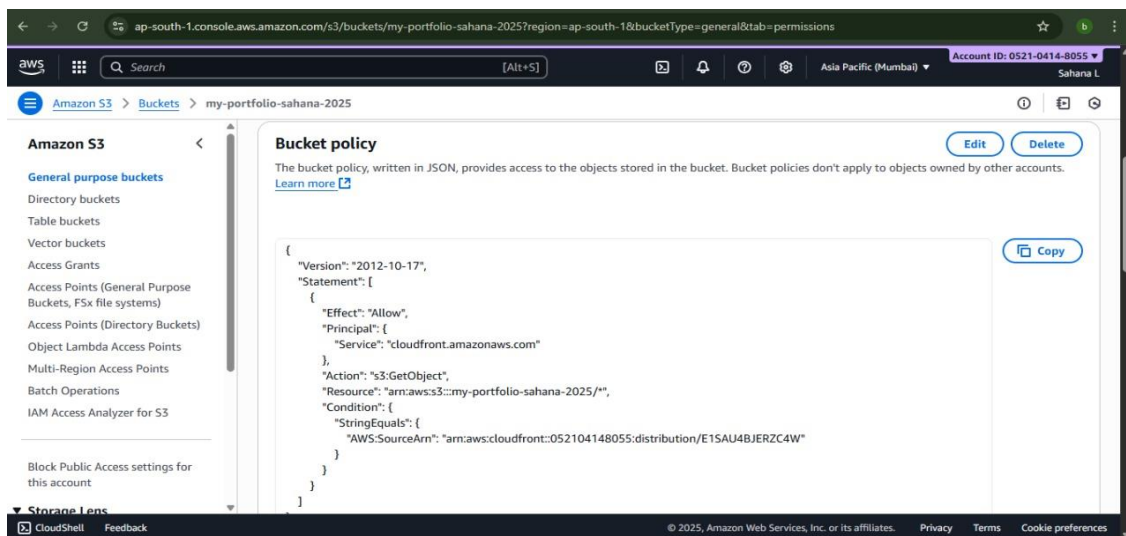 ap-south-1.console.aws.amazon.com/s3/buckets/my-portfolio-sahana-2025?region=ap-south-1&bucketType=general&tab=permissions
b
aws
Search
[Alt+S]
Asia Pacific (Mumbai) ▼
Account ID: 0521-0414-8055 ▼
Sahana L
Amazon S3 > Buckets > my-portfolio-sahana-2025
Amazon S3
General purpose buckets
Directory buckets
Table buckets
Vector buckets
Access Grants
Access Points (General Purpose
Buckets, FSx file systems)
Access Points (Directory Buckets)
Object Lambda Access Points
Multi-Region Access Points
Batch Operations
IAM Access Analyzer for S3
Block Public Access settings for
this account
▼ Storage Lens
Bucket policy
Edit
Delete
The bucket policy, written in JSON, provides access to the objects stored in the bucket. Bucket policies don't apply to objects owned by other accounts.
Learn more
Copy
{
"Version": "2012-10-17",
"Statement": [
{
"Effect": "Allow",
"Principal": {
"Service": "cloudfront.amazonaws.com"
},
"Action": "s3:GetObject",
"Resource": "arn:aws:s3:::my-portfolio-sahana-2025/*",
"Condition": {
"StringEquals": {
"AWS:SourceArn": "arn:aws:cloudfront::052104148055:distribution/E1SAU4BJERZC4W"
}
}
}
]
CloudShell
Feedback
© 2025, Amazon Web Services, Inc. or its affiliates.
Privacy
Terms
Cookie preferences